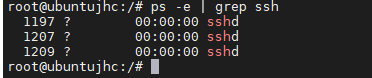 root@ubuntujhc:/# ps -e | grep ssh
1197 ?        00:00:00 sshd
1207 ?        00:00:00 sshd
1209 ?        00:00:00 sshd
root@ubuntujhc:/#